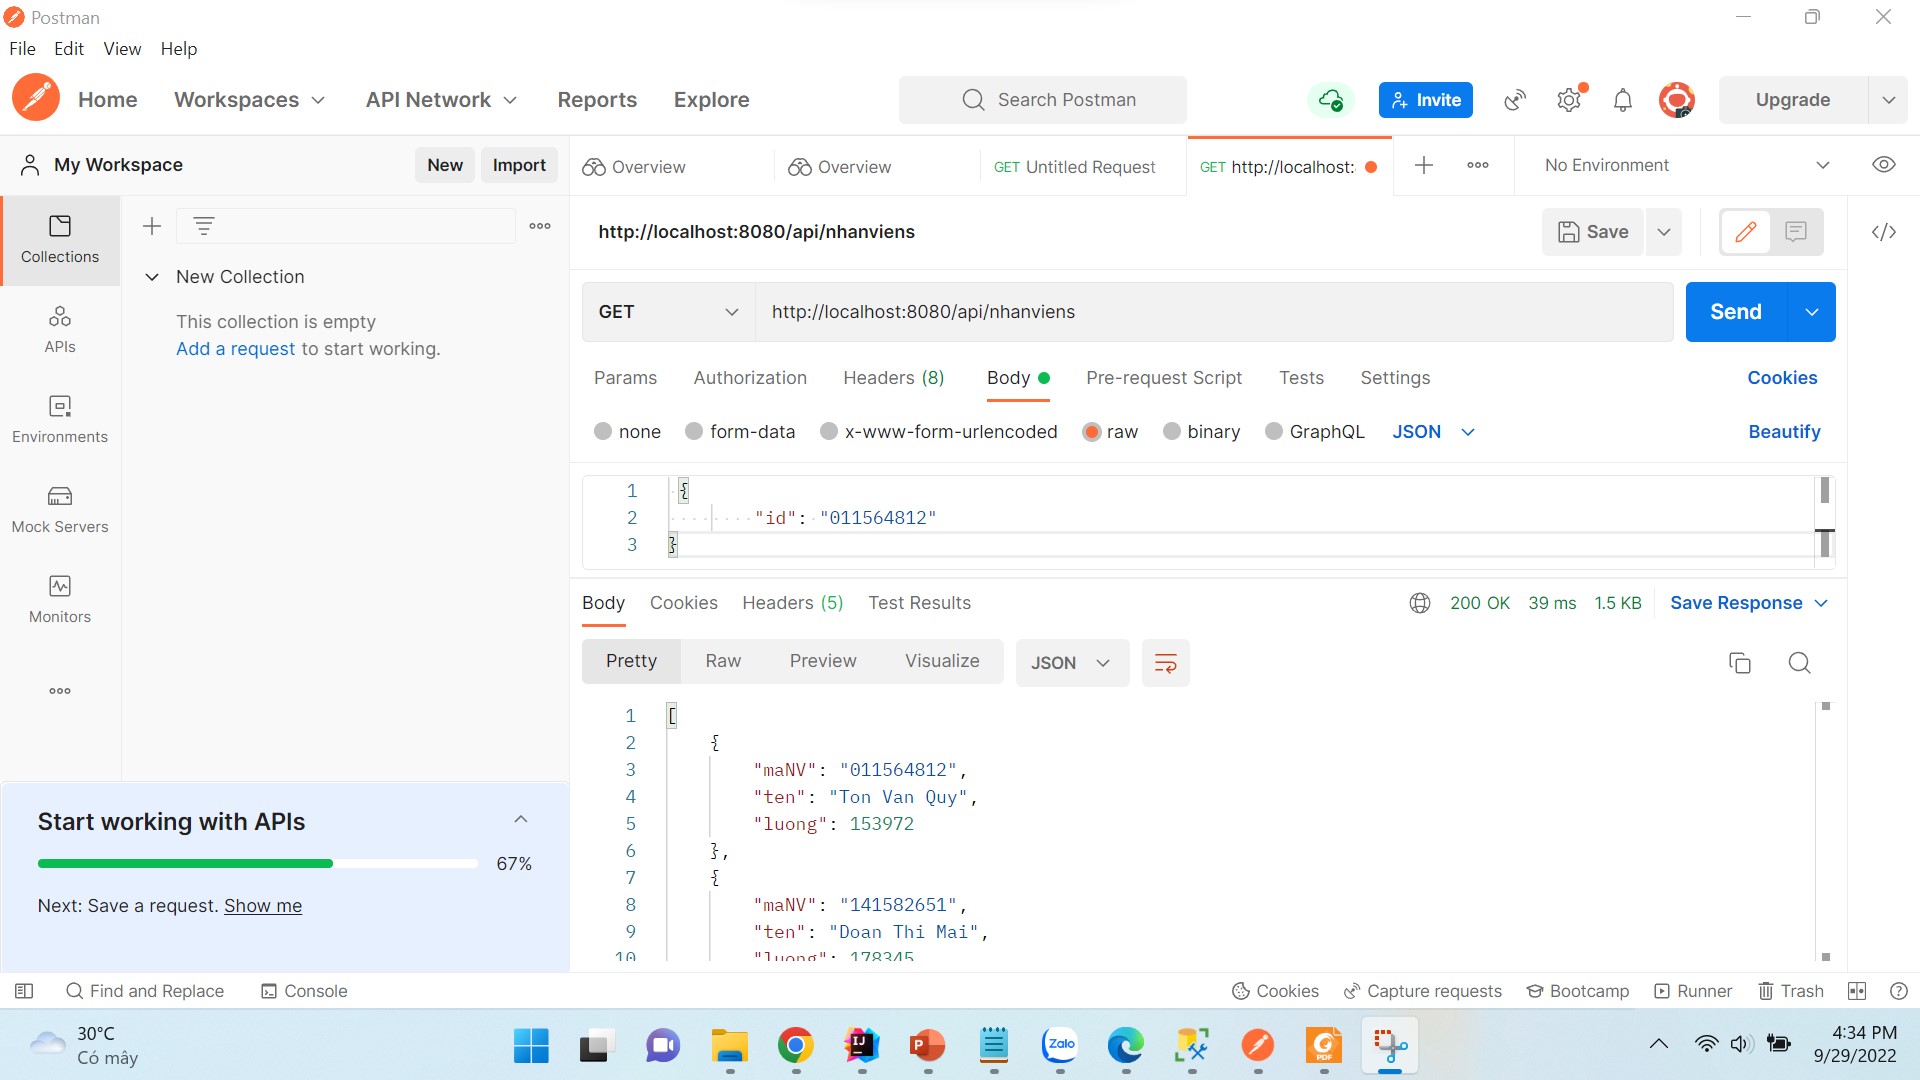 Postman
File Edit View Help
Home Workspaces API Network Reports Explore Search Postman Invite Upgrade
My Workspace New Import Overview Overview GET Untitled Request GET http://localhost: No Environment
Collections
APIs
Environments
Mock Servers
Monitors
New Collection
This collection is empty
Add a request to start working.
Start working with APIs
67%
Next: Save a request. Show me
http://localhost:8080/api/nhanviens Save
GET http://localhost:8080/api/nhanviens Send
Params Authorization Headers (8) Body Pre-request Script Tests Settings Cookies
none form-data x-www-form-urlencoded raw binary GraphQL JSON Beautify
1 {
2 "id": "011564812"
3 }
Body Cookies Headers (5) Test Results 200 OK 39 ms 1.5 KB Save Response
Pretty Raw Preview Visualize JSON
1 [
2 {
3 "maNV": "011564812",
4 "ten": "Ton Van Quy",
5 "luong": 153972
6 },
7 {
8 "maNV": "141582651",
9 "ten": "Doan Thi Mai",
10 "luong": 178345
Find and Replace Console Cookies Capture requests Bootcamp Runner Trash
30°C
Có mây
IJ
P
Zalo
PDF
4:34 PM
9/29/2022